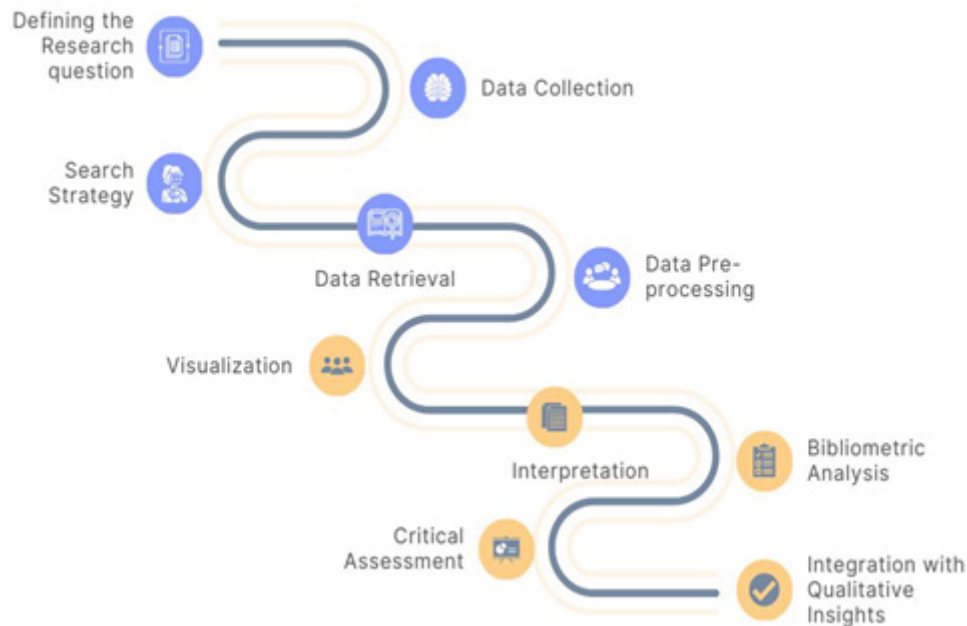 Defining the
Research
question
Data Collection
Search
Strategy
Data Retrieval
Data Pre-
processing
Visualization
Interpretation
Bibliometric
Analysis
Critical
Assessment
Integration with
Qualitative
Insights